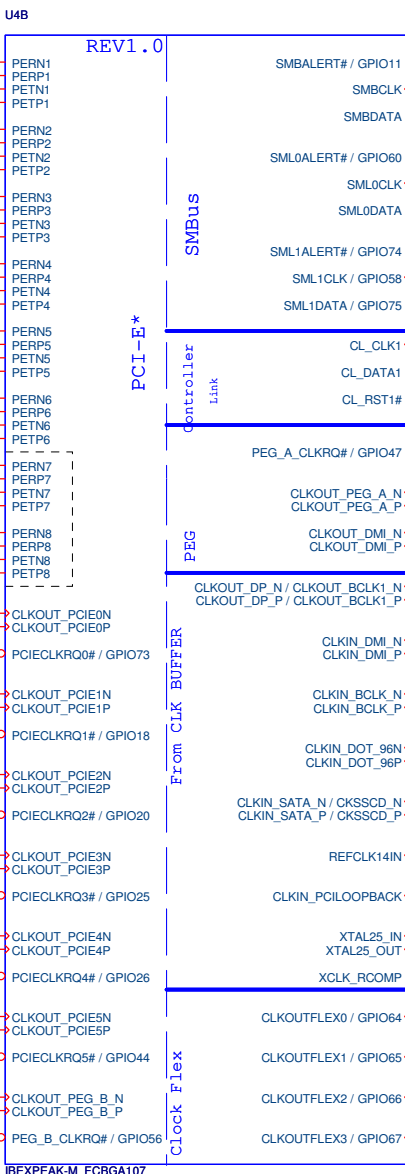 U4B
REV1.0
PERN1
PERP1
PETN1
PETP1
PERN2
PERP2
PETN2
PETP2
PERN3
PERP3
PETN3
PETP3
PERN4
PERP4
PETN4
PETP4
PERN5
PERP5
PETN5
PETP5
PERN6
PERP6
PETN6
PETP6
PERN7
PERP7
PETN7
PETP7
PERN8
PERP8
PETN8
PETP8
CLKOUT_PCIE0N
CLKOUT_PCIE0P
PCIECLKRQ0# / GPIO73
CLKOUT_PCIE1N
CLKOUT_PCIE1P
PCIECLKRQ1# / GPIO18
CLKOUT_PCIE2N
CLKOUT_PCIE2P
PCIECLKRQ2# / GPIO20
CLKOUT_PCIE3N
CLKOUT_PCIE3P
PCIECLKRQ3# / GPIO25
CLKOUT_PCIE4N
CLKOUT_PCIE4P
PCIECLKRQ4# / GPIO26
CLKOUT_PCIE5N
CLKOUT_PCIE5P
PCIECLKRQ5# / GPIO44
CLKOUT_PEG_B_N
CLKOUT_PEG_B_P
PEG_B_CLKRQ# / GPIO56
PCI-E*
SMBus
Controller
Link
PEG
From CLK BUFFER
Clock Flex
SMBALERT# / GPIO11
SMBCLK
SMBDATA
SML0ALERT# / GPIO60
SML0CLK
SML0DATA
SML1ALERT# / GPIO74
SML1CLK / GPIO58
SML1DATA / GPIO75
CL_CLK1
CL_DATA1
CL_RST1#
PEG_A_CLKRQ# / GPIO47
CLKOUT_PEG_A_N
CLKOUT_PEG_A_P
CLKOUT_DMI_N
CLKOUT_DMI_P
CLKOUT_DP_N / CLKOUT_BCLK1_N
CLKOUT_DP_P / CLKOUT_BCLK1_P
CLKIN_DMI_N
CLKIN_DMI_P
CLKIN_BCLK_N
CLKIN_BCLK_P
CLKIN_DOT_96N
CLKIN_DOT_96P
CLKIN_SATA_N / CKSSCD_N
CLKIN_SATA_P / CKSSCD_P
REFCLK14IN
CLKIN_PCILOOPBACK
XTAL25_IN
XTAL25_OUT
XCLK_RCOMP
CLKOUTFLEX0 / GPIO64
CLKOUTFLEX1 / GPIO65
CLKOUTFLEX2 / GPIO66
CLKOUTFLEX3 / GPIO67
IBEXPEAK-M_FCBGA107